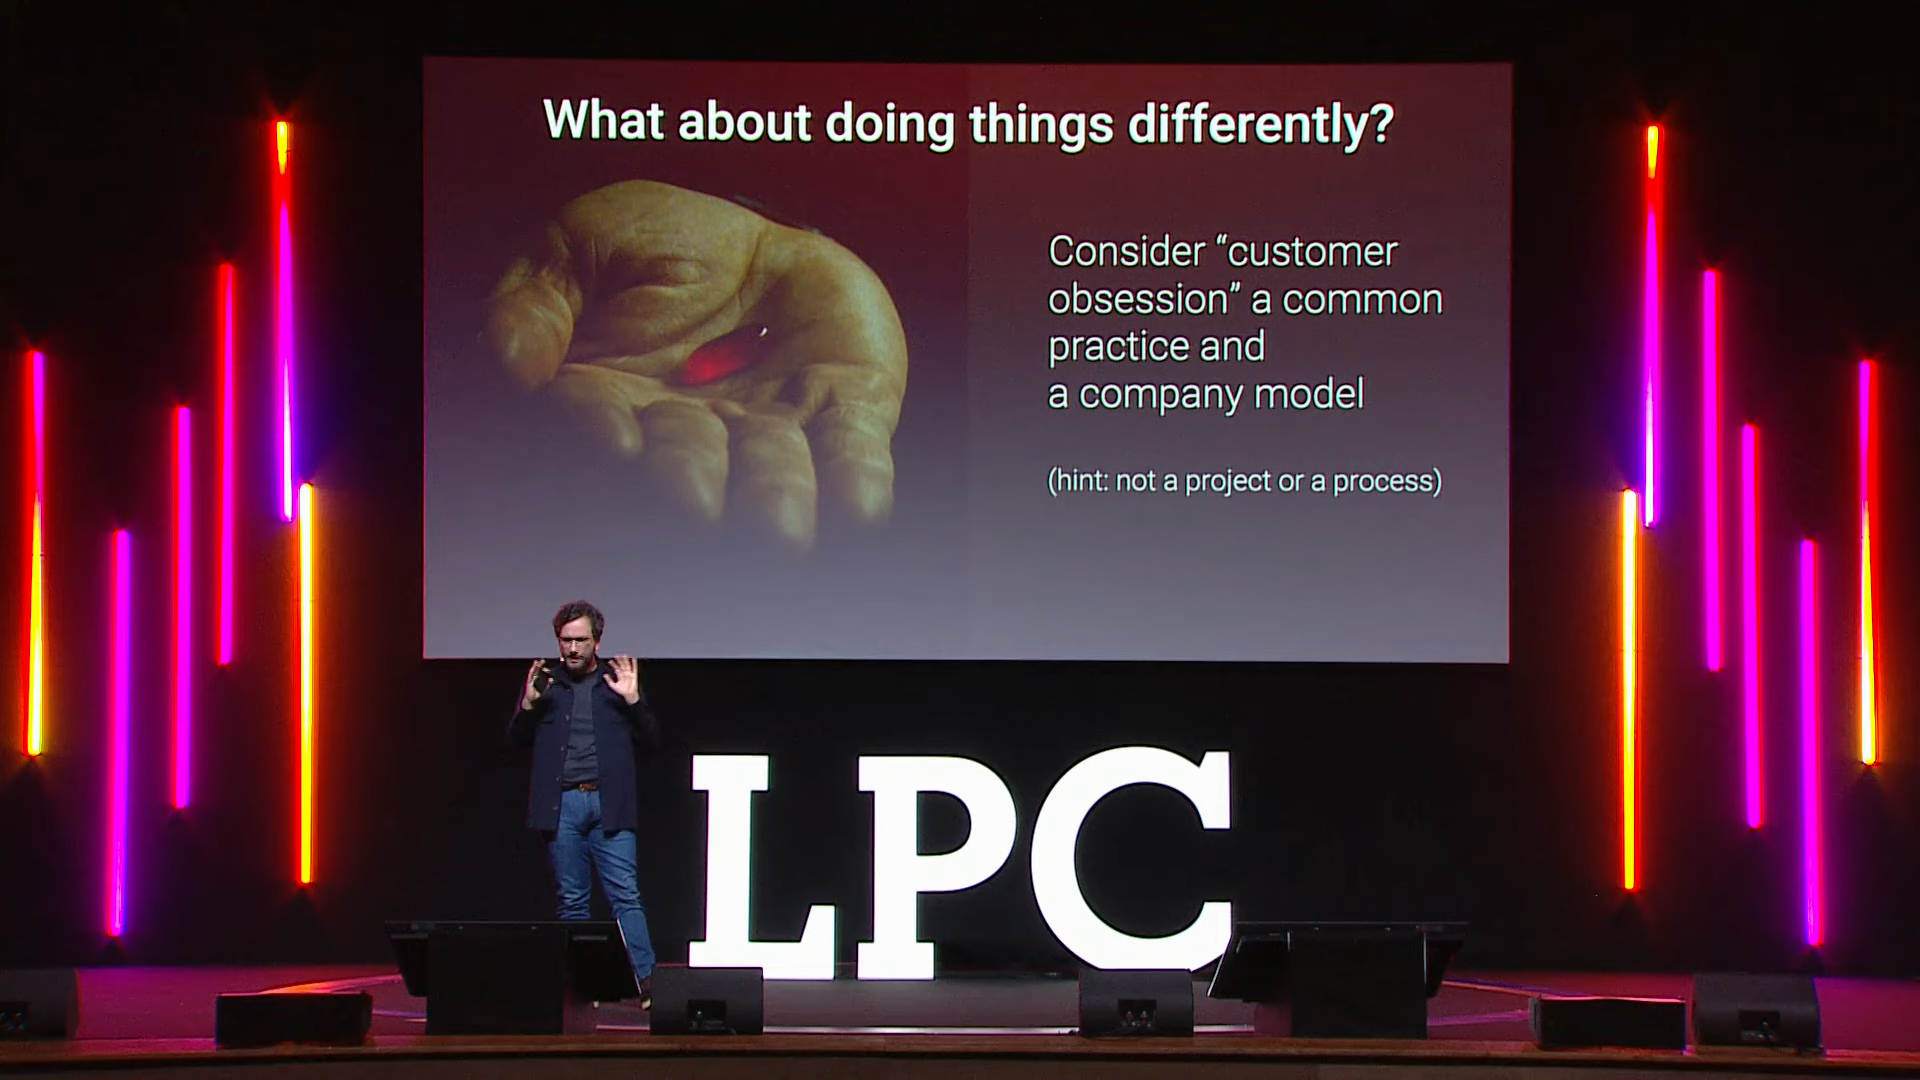 What about doing things differently?
Consider “customer
obsession” a common
practice and
a company model
(hint: not a project or a process)
LPC